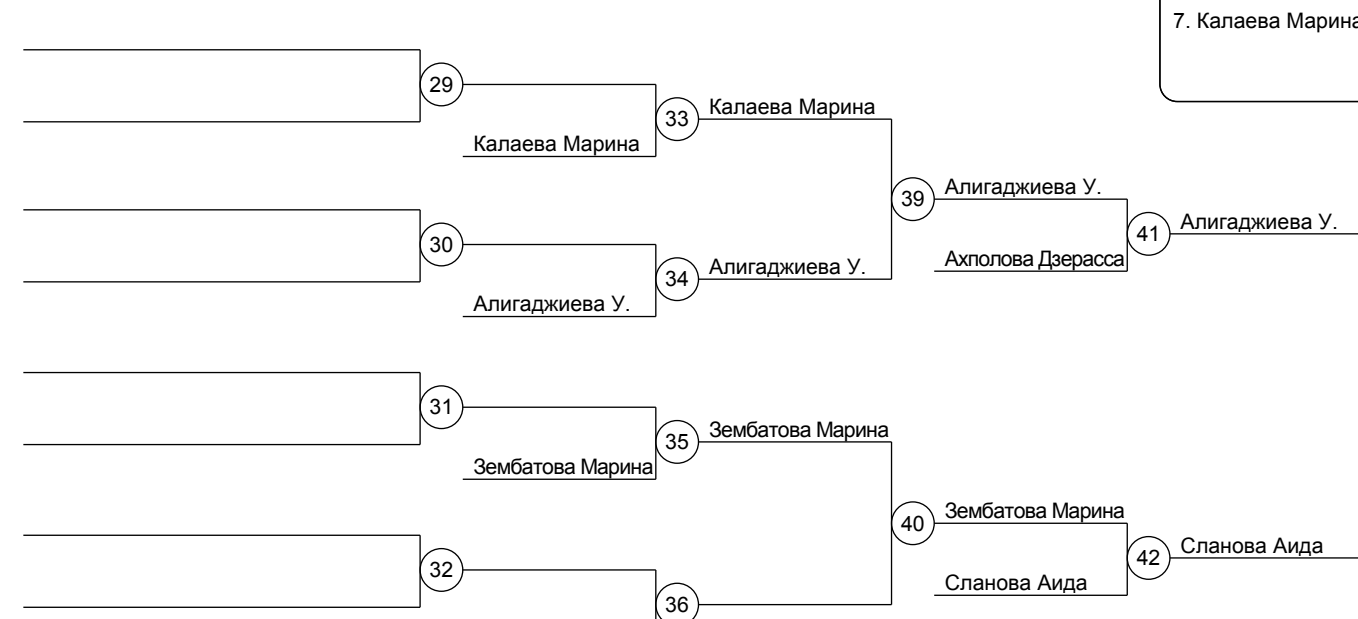 7. Калаева Марина
29
33
Калаева Марина
Калаева Марина
39
Алигаджиева У.
30
41
Алигаджиева У.
34
Алигаджиева У.
Ахполова Дзерасса
Алигаджиева У.
31
35
Зембатова Марина
Зембатова Марина
40
Зембатова Марина
32
42
Сланова Аида
36
Сланова Аида